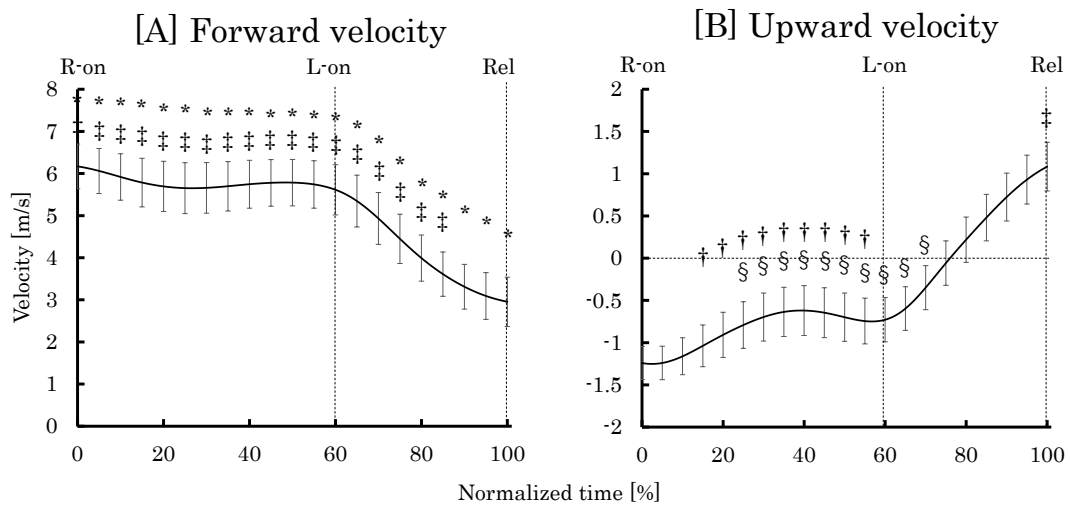 [A] Forward velocity
R-on L-on Rel
8
7
6
5
4
3
2
1
0
Velocity [m/s]
* * * * * * * * * * * * * * * * * * * * *
‡ ‡ ‡ ‡ ‡ ‡ ‡ ‡ ‡ ‡ ‡ ‡ ‡ ‡ ‡ ‡ ‡ ‡
0 20 40 60 80 100
[B] Upward velocity
R-on L-on Rel
2
1.5
1
0.5
0
-0.5
-1
-1.5
-2
‡
† † † † † † † † †
§ § § § § § § § § §
0 20 40 60 80 100
Normalized time [%]